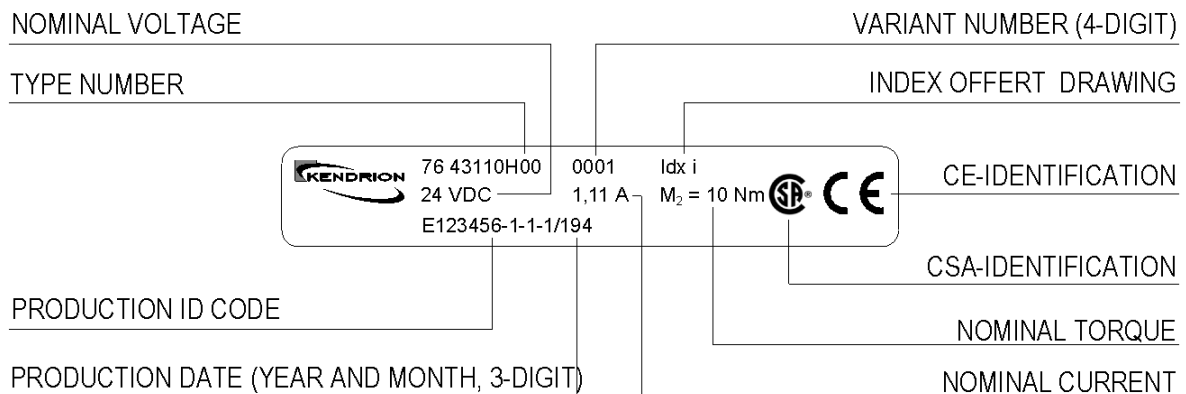 NOMINAL VOLTAGE
VARIANT NUMBER (4-DIGIT)
TYPE NUMBER
INDEX OFFERT DRAWING
KENDRION
76 43110H00 0001 Idx i
24 VDC 1,11 A M₂ = 10 Nm SA® CE
E123456-1-1-1/194
CE-IDENTIFICATION
CSA-IDENTIFICATION
PRODUCTION ID CODE
NOMINAL TORQUE
PRODUCTION DATE (YEAR AND MONTH, 3-DIGIT)
NOMINAL CURRENT